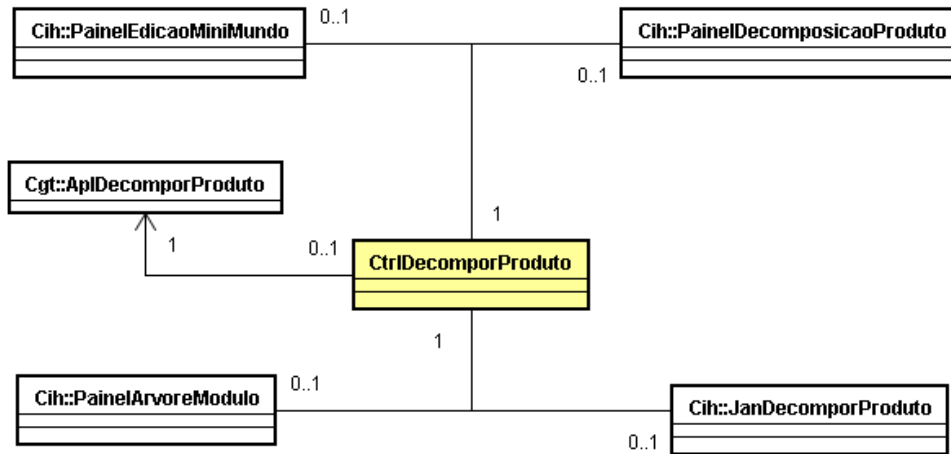 0..1
Cih::PainelEdicaoMiniMundo
Cih::PainelDecomposicaoProduto
0..1
Cgt::AplDecomporProduto
1
1
0..1
CtrlDecomporProduto
1
0..1
Cih::PainelArvoreModulo
Cih::JanDecomporProduto
0..1